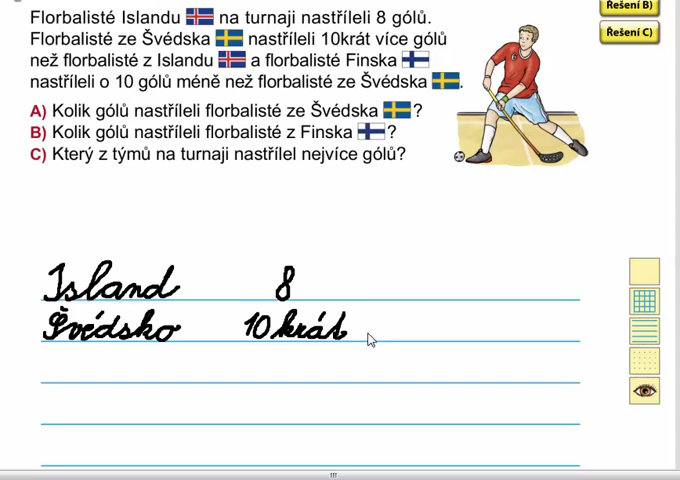 Řešení B)
Řešení C)
Florbalisté Islandu na turnaji nastříleli 8 gólů.
Florbalisté ze Švédska nastříleli 10krát více gólů
než florbalisté z Islandu a florbalisté Finska
nastříleli o 10 gólů méně než florbalisté ze Švédska.
A) Kolik gólů nastříleli florbalisté ze Švédska ?
B) Kolik gólů nastříleli florbalisté z Finska ?
C) Který z týmů na turnaji nastřílel nejvíce gólů?
Island 8
Švédsko 10krát